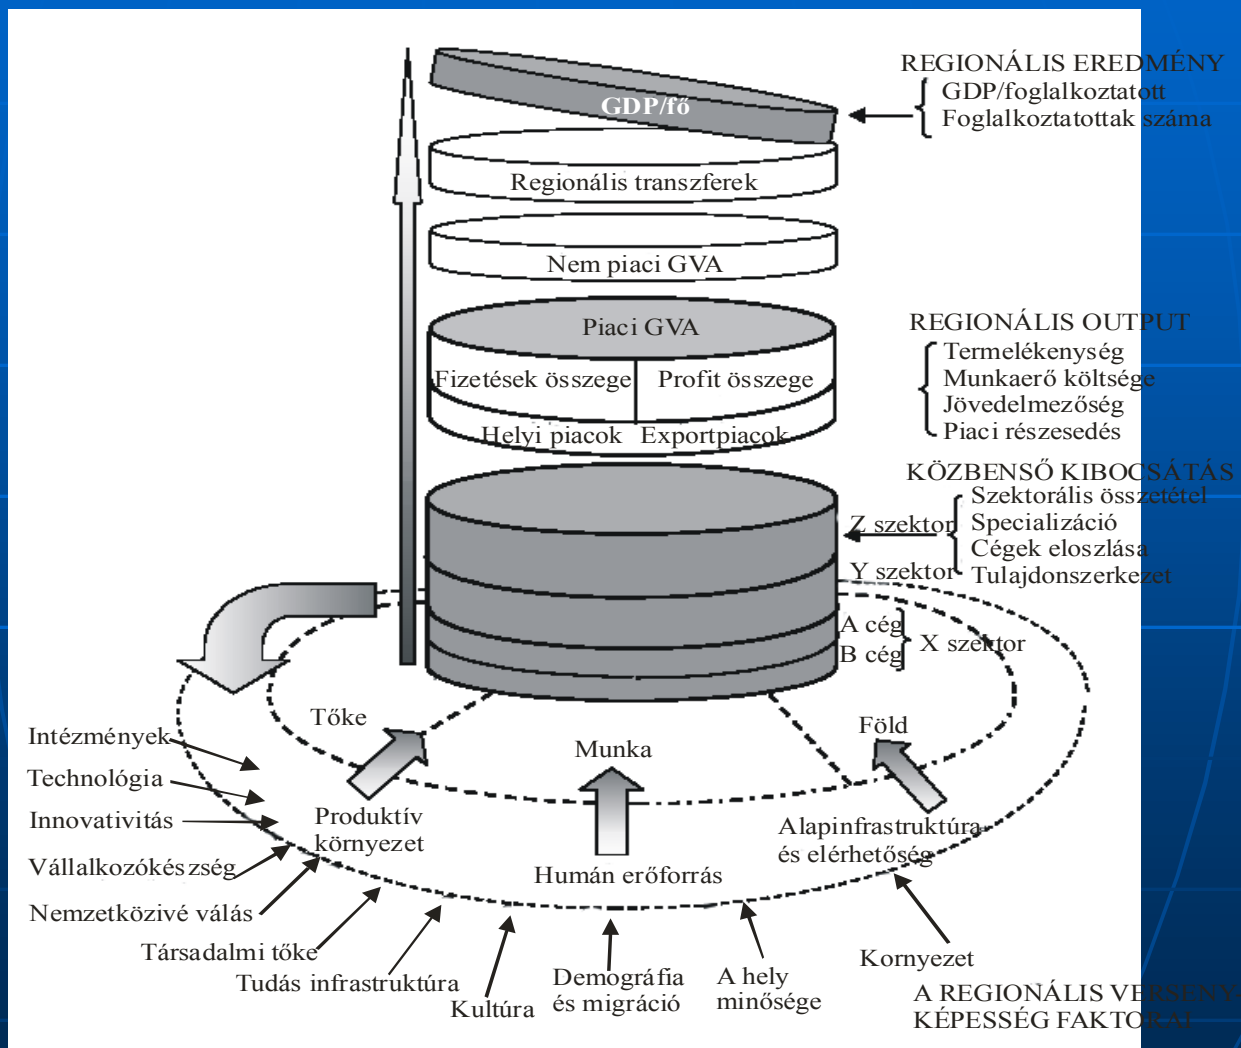 REGIONÁLIS EREDMÉNY
GDP/foglalkoztatott
Foglalkoztatottak száma
GDP/fő
Regionális transzferek
Nem piaci GVA
Piaci GVA
Fizetések összege
Profit összege
Helyi piacok
Exportpiacok
REGIONÁLIS OUTPUT
Termelékenység
Munkaerő költsége
Jövedelmezőség
Piaci részesedés
KÖZBENSŐ KIBOCSÁTÁS
Szektorális összetétel
Specializáció
Cégek eloszlása
Tulajdonszerkezet
Z szektor
Y szektor
A cég
B cég
X szektor
Tőke
Munka
Föld
Produktív
környezet
Humán erőforrás
Alapinfrastruktúra
és elérhetőség
Intézmények
Technológia
Innovativitás
Vállalkozókészség
Nemzetközivé válás
Társadalmi tőke
Tudás infrastruktúra
Kultúra
Demográfia
és migráció
A hely
minősége
Kornyezet
A REGIONÁLIS VERSENY-
KÉPESSÉG FAKTORAI